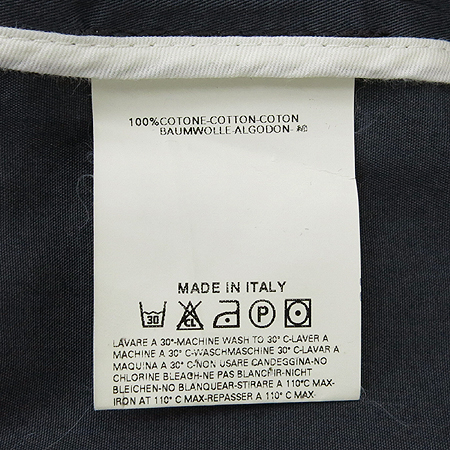 100%COTONE-COTTON-COTON
BAUMWOLLE-ALGODON-綿
MADE IN ITALY
30 CL P
LAVARE A 30°-MACHINE WASH TO 30° C-LAVER A
MACHINE A 30° C-WASCHMASCHINE 30° C-LAVAR A
MAQUINA A 30° C-NON USARE CANDEGGINA-NO
CHLORINE BLEACH-NE PAS BLANCHIR-NICHT
BLEICHEN-NO BLANQUEAR-STIRARE A 110°C MAX-
IRON AT 110° C MAX-REPASSER A 110° C MAX-